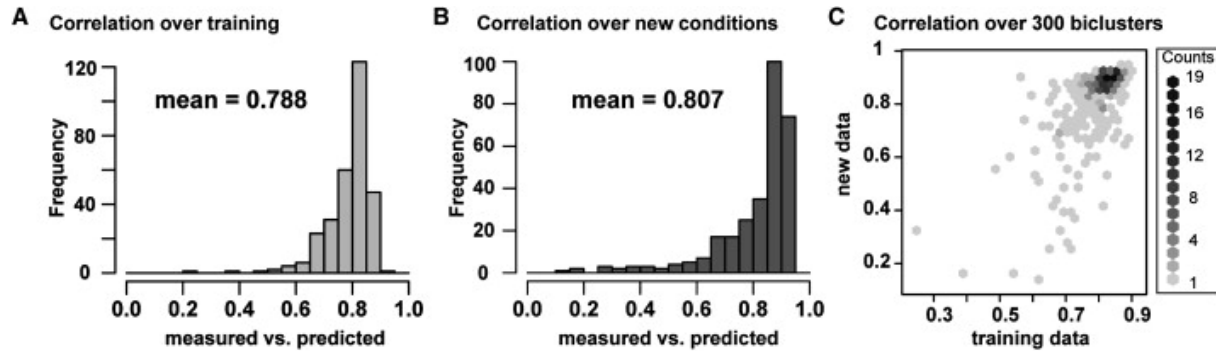 A Correlation over training
mean = 0.788
Frequency
120
80
40
0
0.0 0.2 0.4 0.6 0.8 1.0
measured vs. predicted
B Correlation over new conditions
mean = 0.807
Frequency
100
80
60
40
20
0
0.0 0.2 0.4 0.6 0.8 1.0
measured vs. predicted
C Correlation over 300 biclusters
new data
1
0.8
0.6
0.4
0.2
0.3 0.5 0.7 0.9
training data
Counts
19
16
12
8
4
1